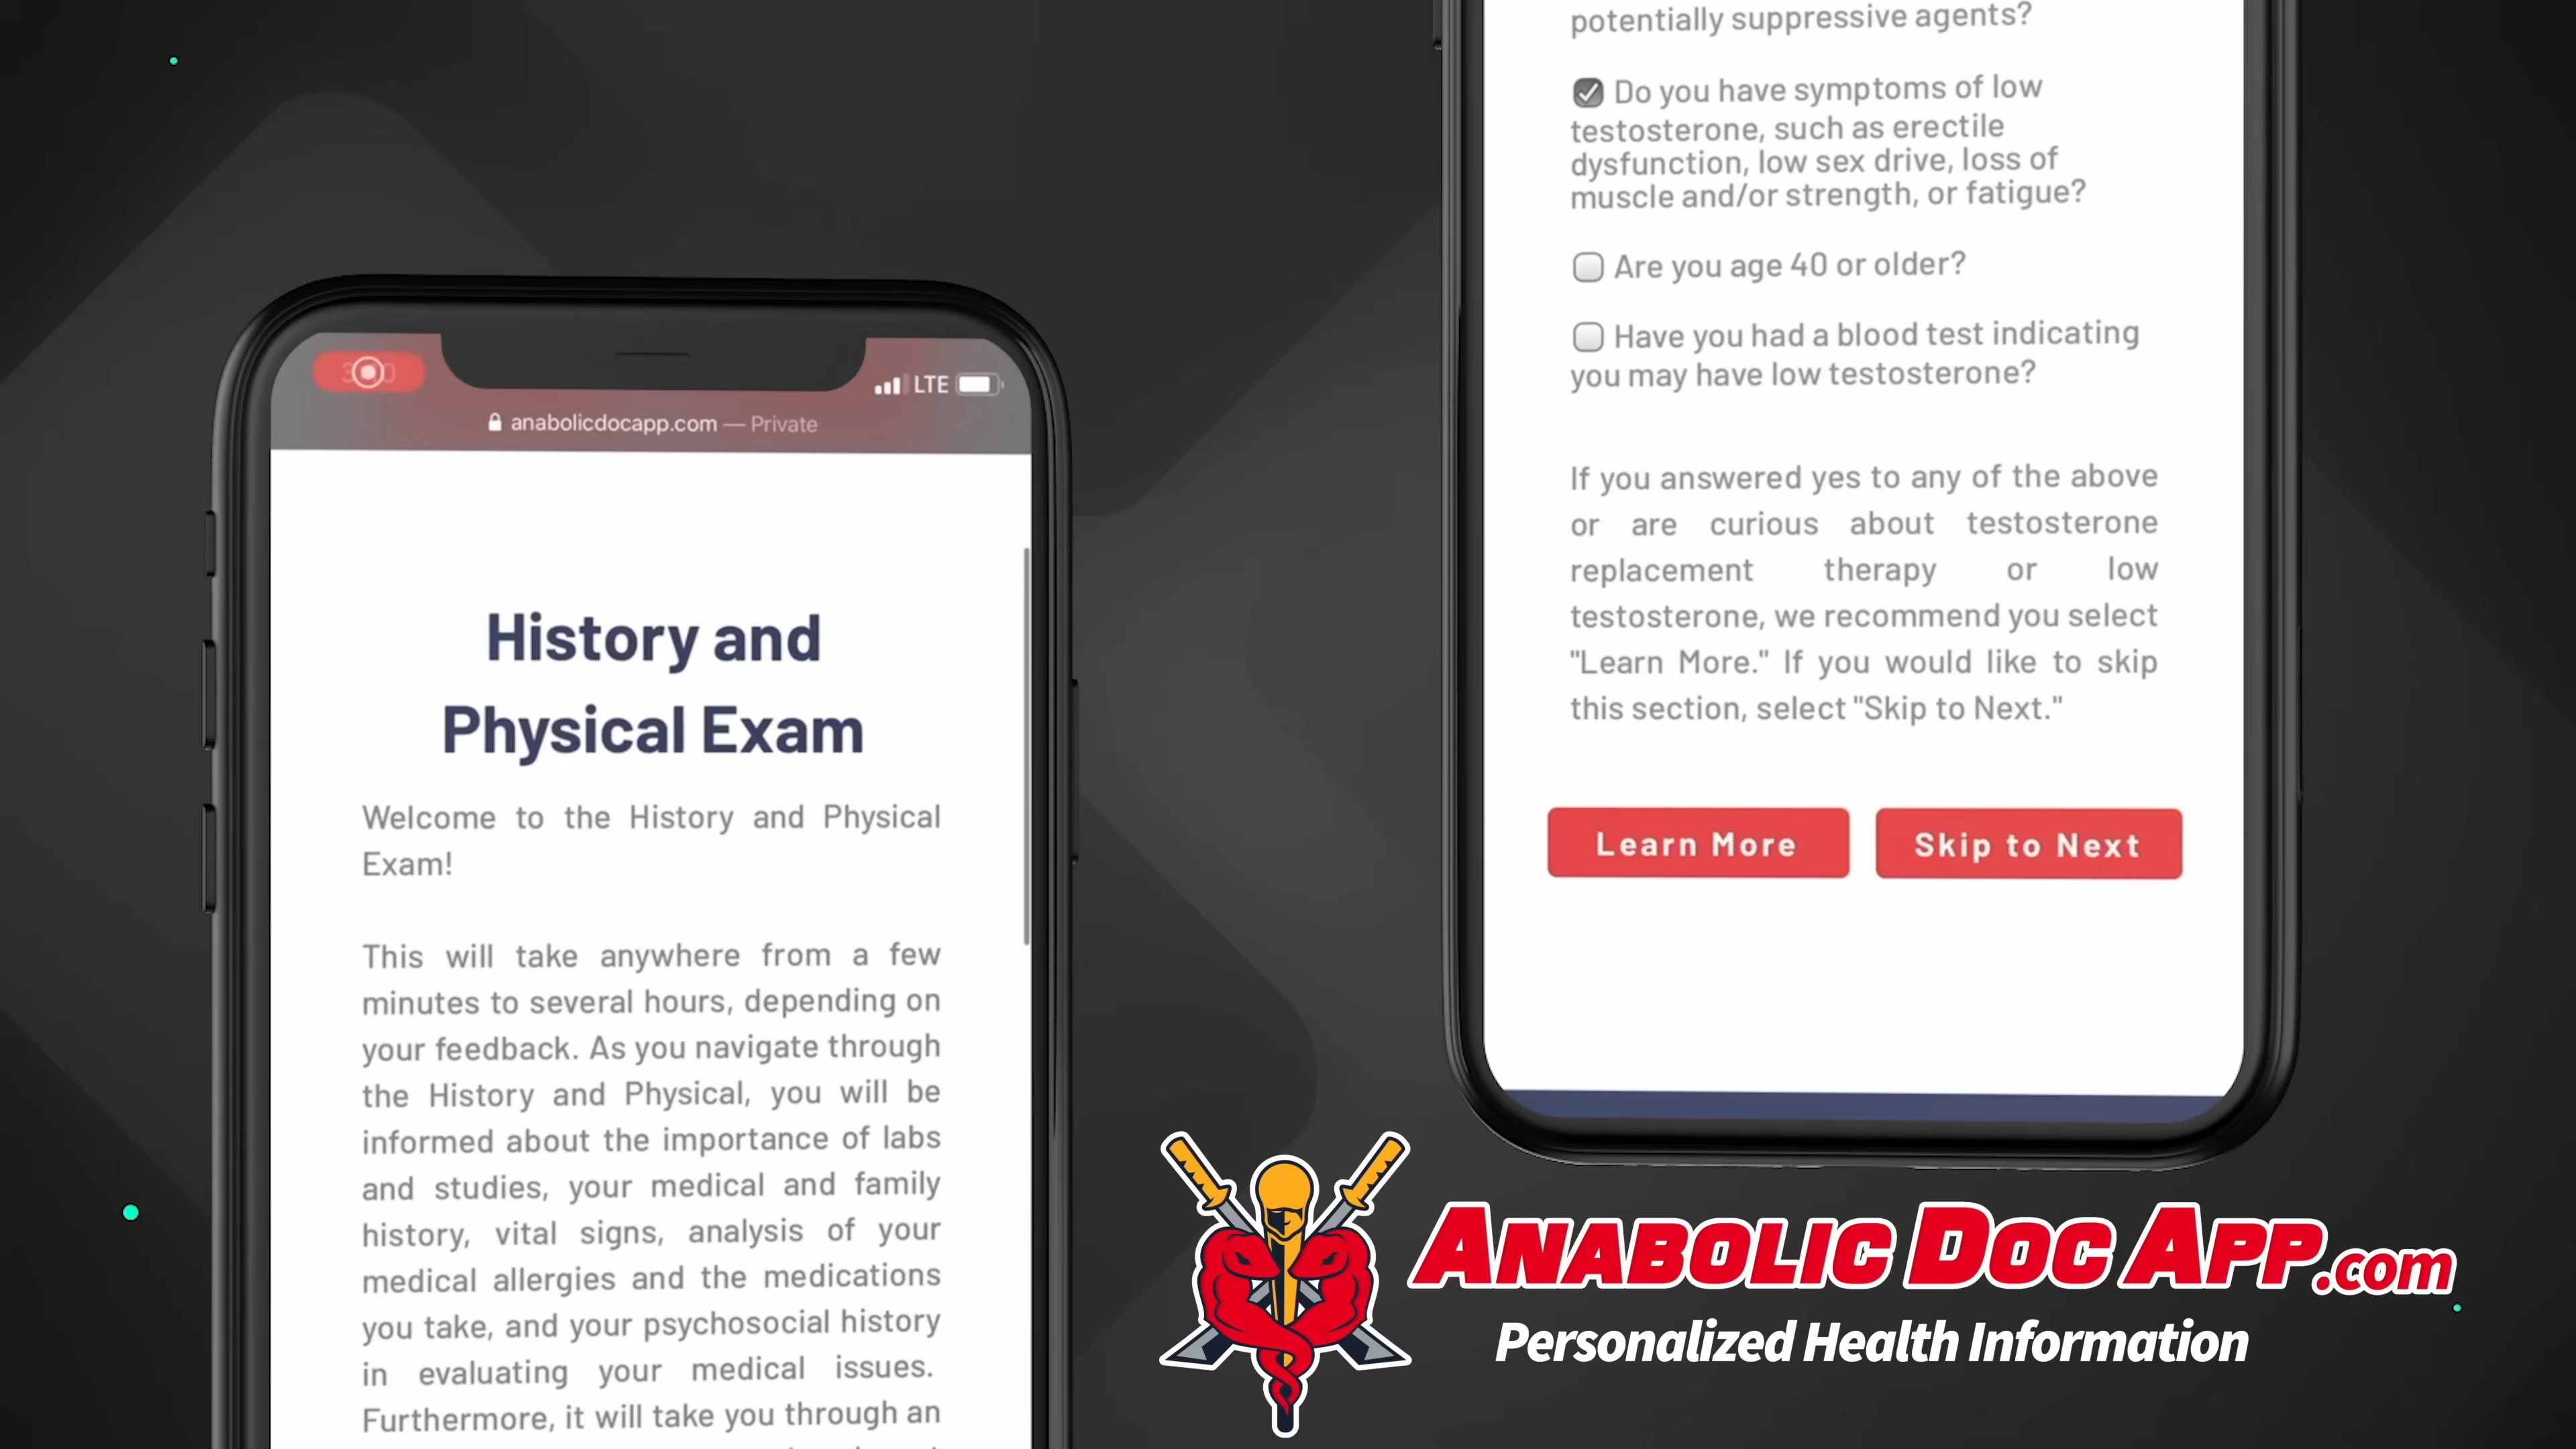 LTE
anabolicdocapp.com — Private
History and
Physical Exam
Welcome to the History and Physical
Exam!
This will take anywhere from a few
minutes to several hours, depending on
your feedback. As you navigate through
the History and Physical, you will be
informed about the importance of labs
and studies, your medical and family
history, vital signs, analysis of your
medical allergies and the medications
you take, and your psychosocial history
in evaluating your medical issues.
Furthermore, it will take you through an
potentially suppressive agents?
Do you have symptoms of low
testosterone, such as erectile
dysfunction, low sex drive, loss of
muscle and/or strength, or fatigue?
Are you age 40 or older?
Have you had a blood test indicating
you may have low testosterone?
If you answered yes to any of the above
or are curious about testosterone
replacement therapy or low
testosterone, we recommend you select
"Learn More." If you would like to skip
this section, select "Skip to Next."
Learn More
Skip to Next
ANABOLIC DOC APP.com
Personalized Health Information